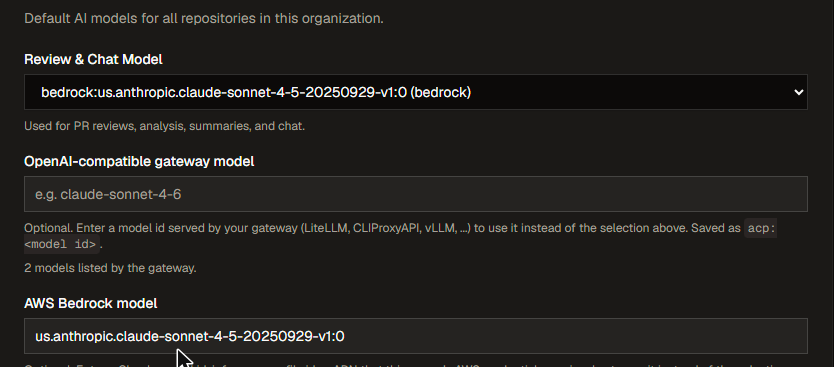 Default AI models for all repositories in this organization.
Review & Chat Model
bedrock:us.anthropic.claude-sonnet-4-5-20250929-v1:0 (bedrock)
Used for PR reviews, analysis, summaries, and chat.
OpenAI-compatible gateway model
e.g. claude-sonnet-4-6
Optional. Enter a model id served by your gateway (LiteLLM, CLIProxyAPI, vLLM, …) to use it instead of the selection above. Saved as acp:
<model id>.
2 models listed by the gateway.
AWS Bedrock model
us.anthropic.claude-sonnet-4-5-20250929-v1:0